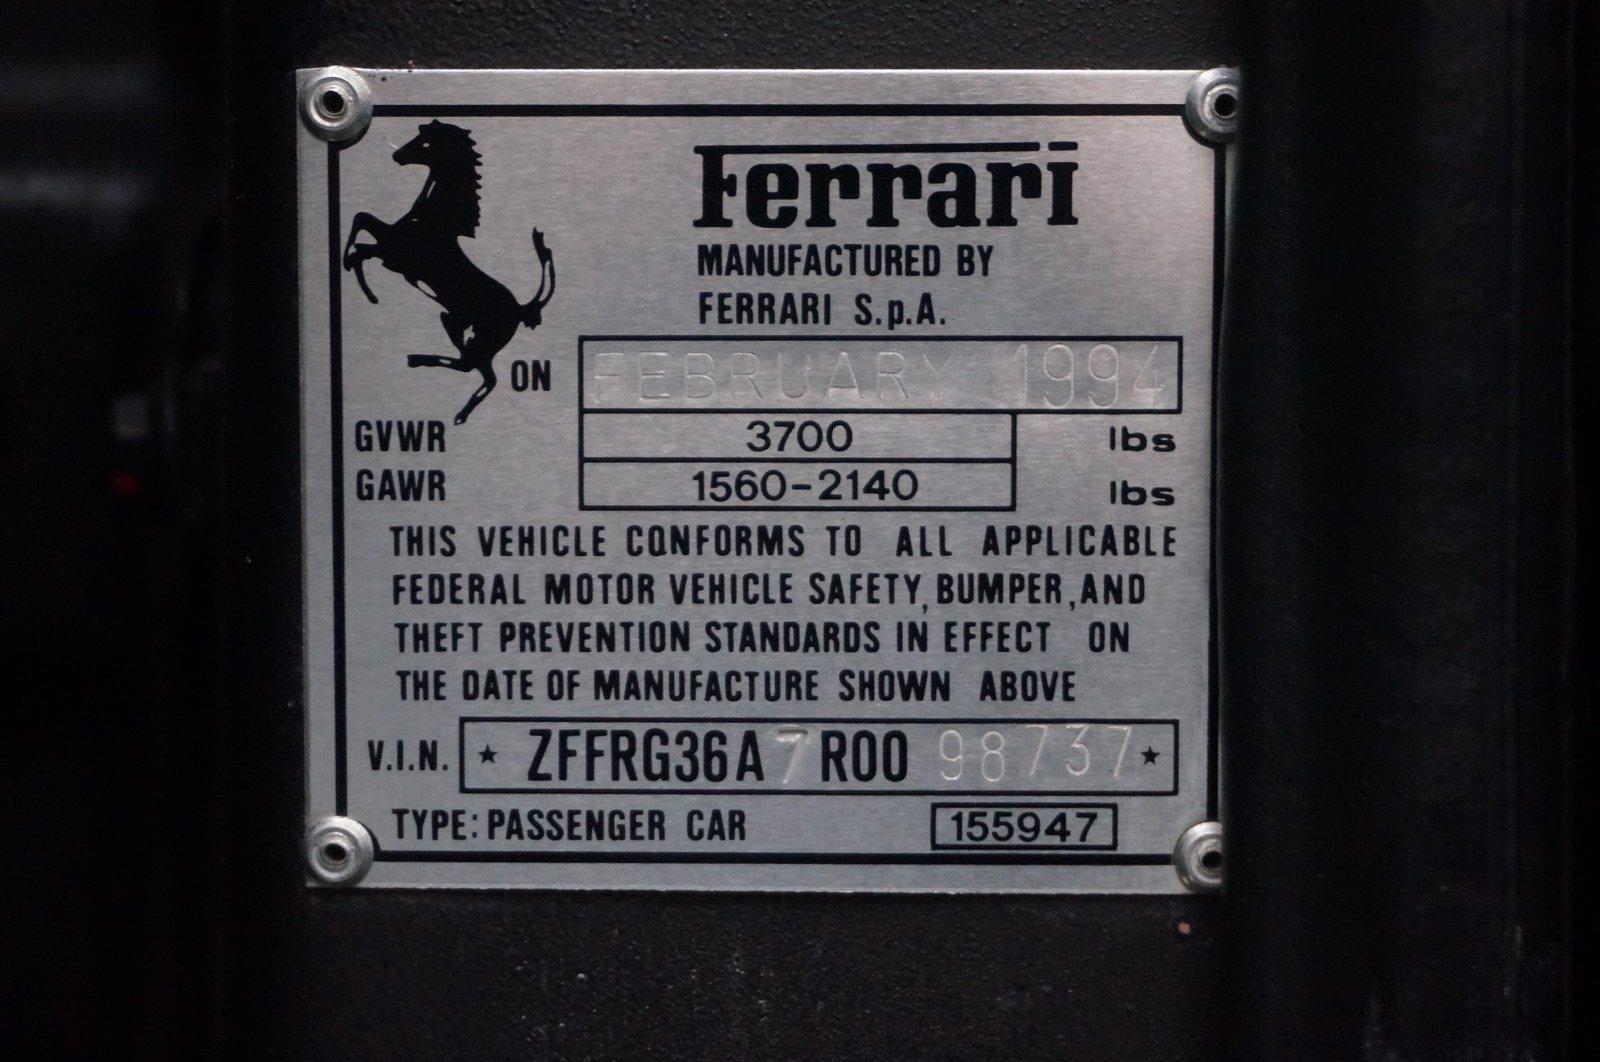 Ferrari
MANUFACTURED BY
FERRARI S.p.A.
ON FEBRUARY 1994
GVWR 3700 lbs
GAWR 1560-2140 lbs
THIS VEHICLE CONFORMS TO ALL APPLICABLE
FEDERAL MOTOR VEHICLE SAFETY, BUMPER, AND
THEFT PREVENTION STANDARDS IN EFFECT ON
THE DATE OF MANUFACTURE SHOWN ABOVE
V.I.N. ★ ZFFRG36A7R0098737 ★
TYPE: PASSENGER CAR 155947